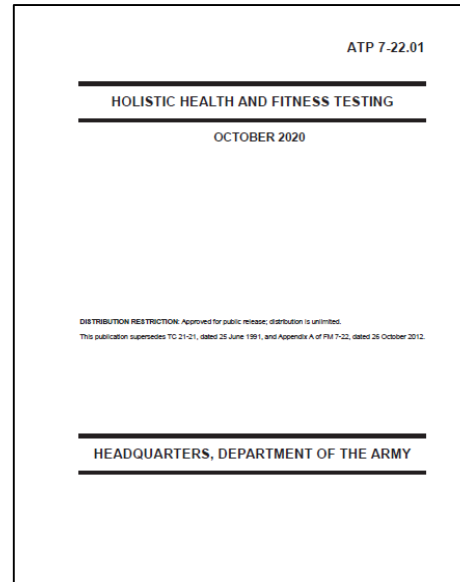 ATP 7-22.01
HOLISTIC HEALTH AND FITNESS TESTING
OCTOBER 2020
DISTRIBUTION RESTRICTION: Approved for public release; distribution is unlimited.
This publication supersedes TC 21-21, dated 25 June 1991, and Appendix A of FM 7-22, dated 26 October 2012.
HEADQUARTERS, DEPARTMENT OF THE ARMY